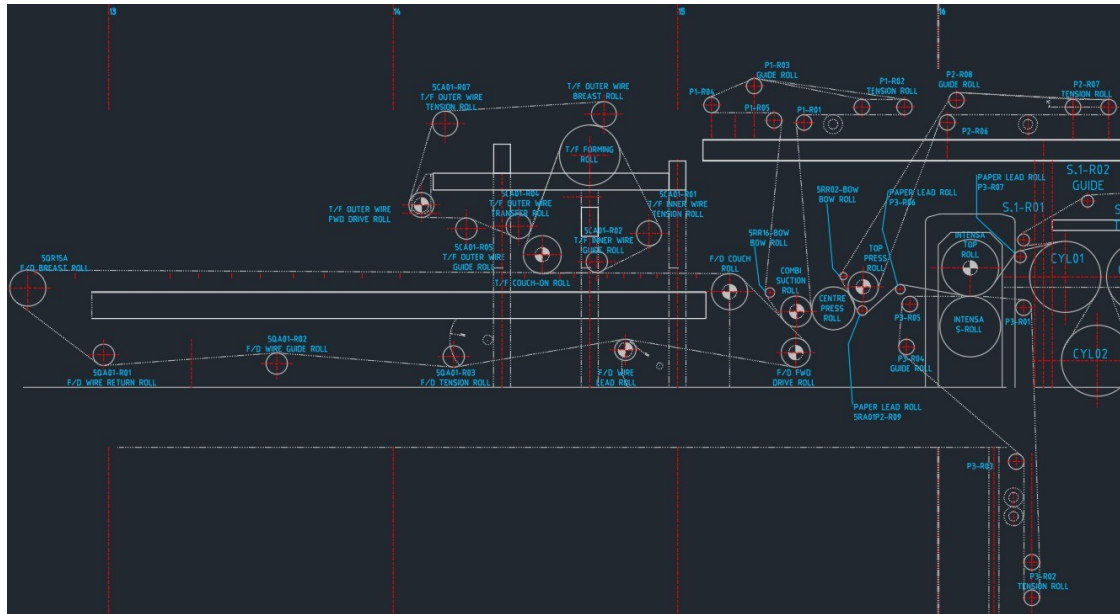 13
14
15
16
SCA01-R07
T/F OUTER WIRE
TENSION ROLL
T/F OUTER WIRE
BREAST ROLL
T/F FORMING
ROLL
T/F OUTER WIRE
FWD DRIVE ROLL
SCA01-R04
T/F OUTER WIRE
TRANSFER ROLL
SCA01-R05
T/F OUTER WIRE
GUIDE ROLL
T/F COUCH-ON ROLL
SCA01-R02
T/F INNER WIRE
GUIDE ROLL
SCA01-R01
T/F INNER WIRE
TENSION ROLL
SQR15A
F/D BREAST ROLL
SQA01-R01
F/D WIRE RETURN ROLL
SQA01-R02
F/D WIRE GUIDE ROLL
SQA01-R03
F/D TENSION ROLL
F/D WIRE
LEAD ROLL
F/D COUCH
ROLL
F/D FWD
DRIVE ROLL
P1-R03
GUIDE ROLL
P1-R04
P1-R05
P1-R01
P1-R02
TENSION ROLL
P2-R08
GUIDE ROLL
P2-R07
TENSION ROLL
P2-R06
5RR16-BOW
BOW ROLL
5RR02-BOW
BOW ROLL
COMBI
SUCTION
ROLL
CENTRE
PRESS
ROLL
TOP
PRESS
ROLL
PAPER LEAD ROLL
P3-R06
PAPER LEAD ROLL
P3-R07
PAPER LEAD ROLL
SRA01P2-R09
P3-R05
P3-R04
GUIDE ROLL
INTENSA
TOP
ROLL
INTENSA
S-ROLL
S.1-R02
GUIDE
S.1-R01
CYL01
CYL02
P3-R01
P3-R03
P3-R02
TENSION ROLL